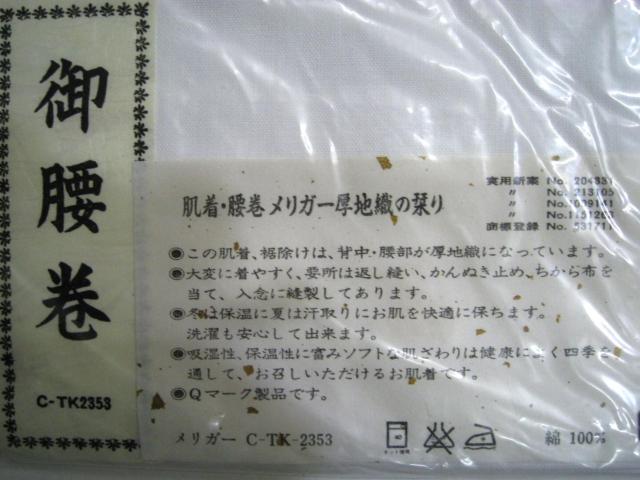 御腰巻
C-TK2353
実用新案 No. 204331
〃 No. 213105
〃 No. 1039141
〃 No. 1151263
商標登録 No. 531711
肌着・腰巻メリガー厚地織の栞り
●この肌着、裾除けは、背中・腰部が厚地織になっています。
●大変に着やすく、要所は返し縫い、かんぬき止め、ちから布を
当て、入念に縫製してあります。
●冬は保温に夏は汗取りにお肌を快適に保ちます。
洗濯も安心して出来ます。
●吸湿性、保温性に富みソフトな肌ざわりは健康によく四季を
通して、お召しいただけるお肌着です。
●Qマーク製品です。
メリガー C-TK-2353
綿 100%